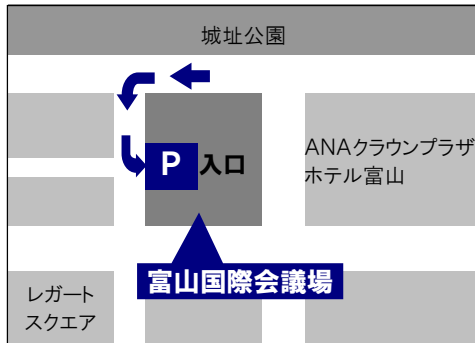 城址公園
P 入口
ANAクラウンプラザ
ホテル富山
富山国際会議場
レガート
スクエア